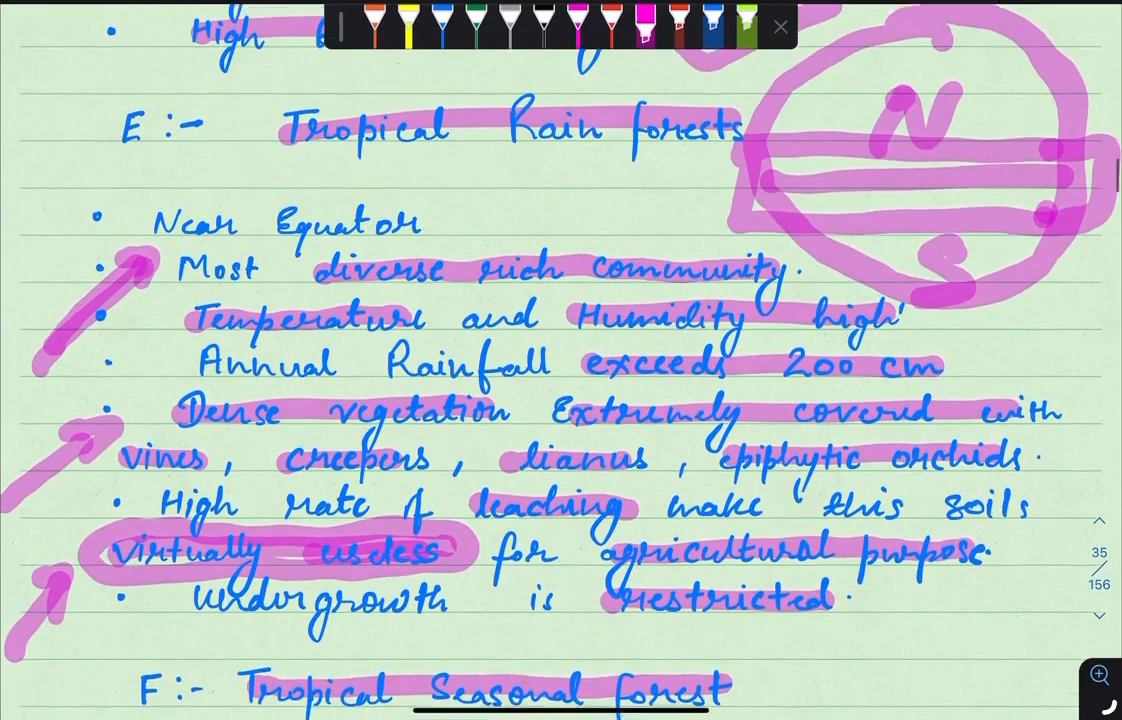 • High
E :- Tropical Rain forests
N
• Near Equator
• Most diverse rich community.
S
• Temperature and Humidity high
• Annual Rainfall exceeds 200 cm
• Dense vegetation Extremely covered with
vines, creepers, lianus, epiphytic orchids.
• High rate of leaching make this soils
virtually useless for agricultural purpose.
35
/
156
• undergrowth is restricted.
F :- Tropical Seasonal forest